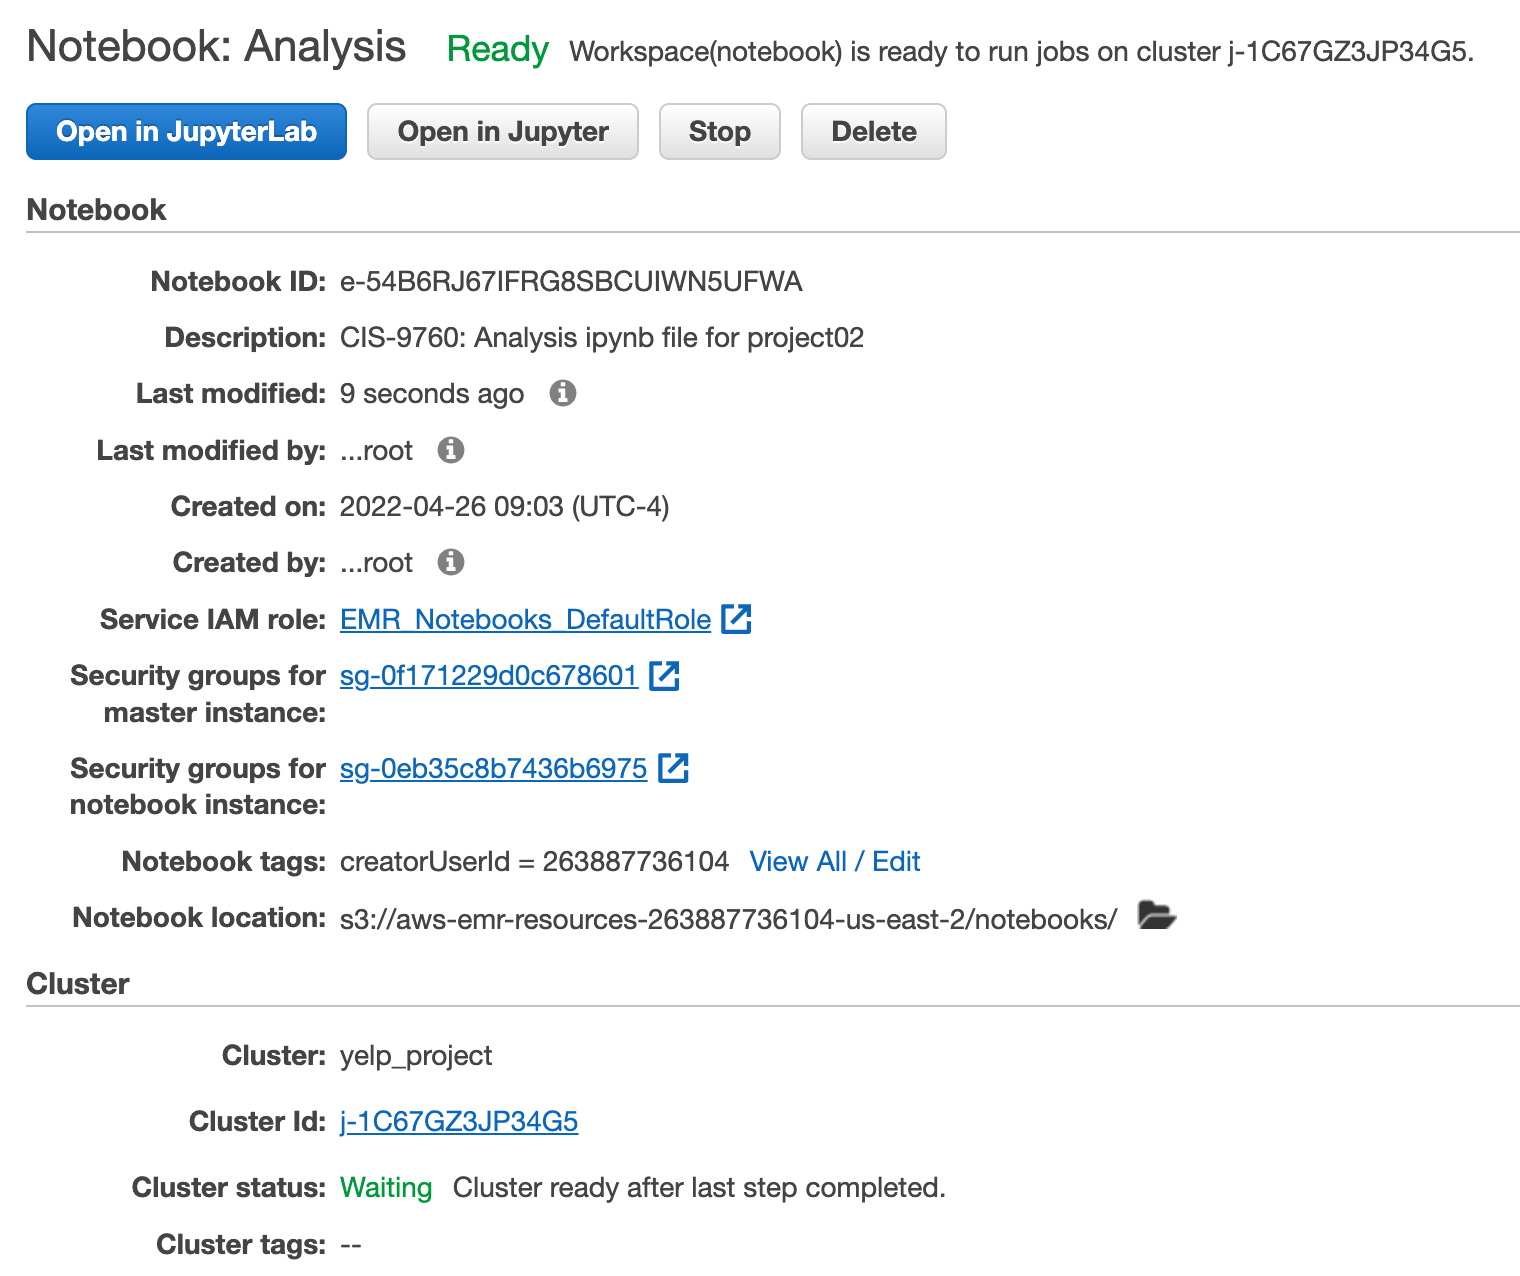 Notebook: Analysis Ready Workspace(notebook) is ready to run jobs on cluster j-1C67GZ3JP34G5.
Open in JupyterLab Open in Jupyter Stop Delete
Notebook
Notebook ID: e-54B6RJ67IFRG8SBCUIWN5UFWA
Description: CIS-9760: Analysis ipynb file for project02
Last modified: 9 seconds ago
Last modified by: ...root
Created on: 2022-04-26 09:03 (UTC-4)
Created by: ...root
Service IAM role: EMR_Notebooks_DefaultRole
Security groups for sg-0f171229d0c678601
master instance:
Security groups for sg-0eb35c8b7436b6975
notebook instance:
Notebook tags: creatorUserId = 263887736104 View All / Edit
Notebook location: s3://aws-emr-resources-263887736104-us-east-2/notebooks/
Cluster
Cluster: yelp_project
Cluster Id: j-1C67GZ3JP34G5
Cluster status: Waiting Cluster ready after last step completed.
Cluster tags: --